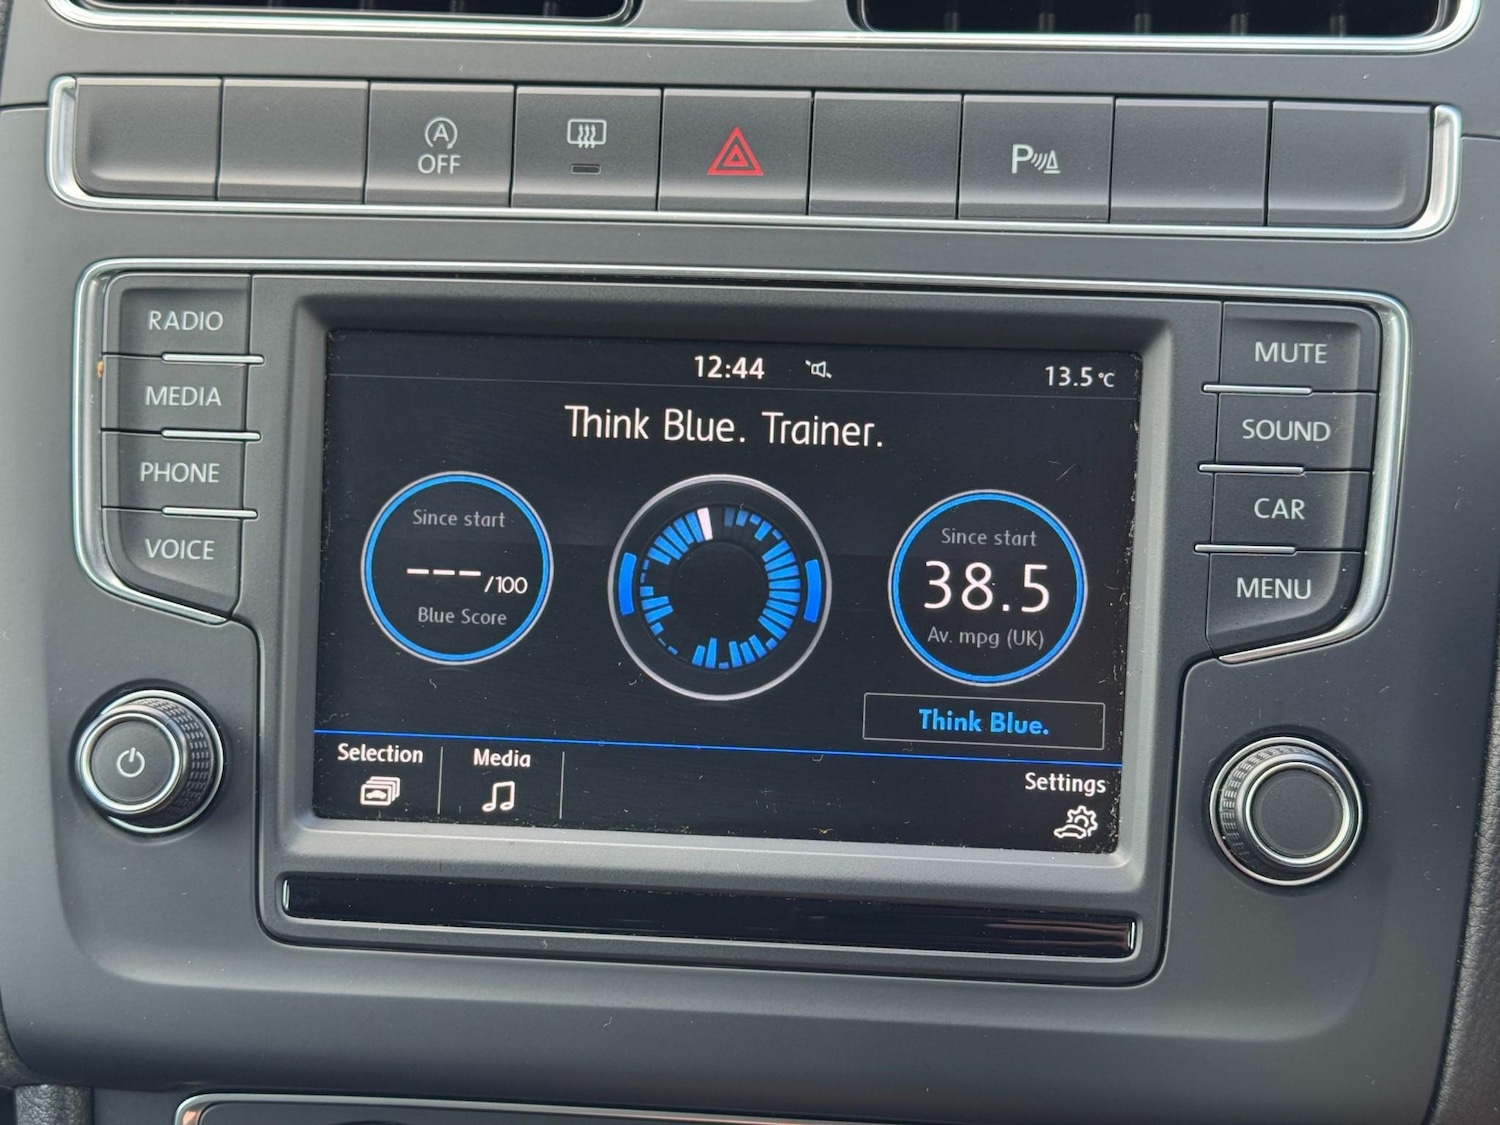 A
OFF
P
RADIO
MEDIA
PHONE
VOICE
12:44
13.5°C
Think Blue. Trainer.
Since start
---/100
Blue Score
Since start
38.5
Av. mpg (UK)
Think Blue.
Selection
Media
Settings
MUTE
SOUND
CAR
MENU